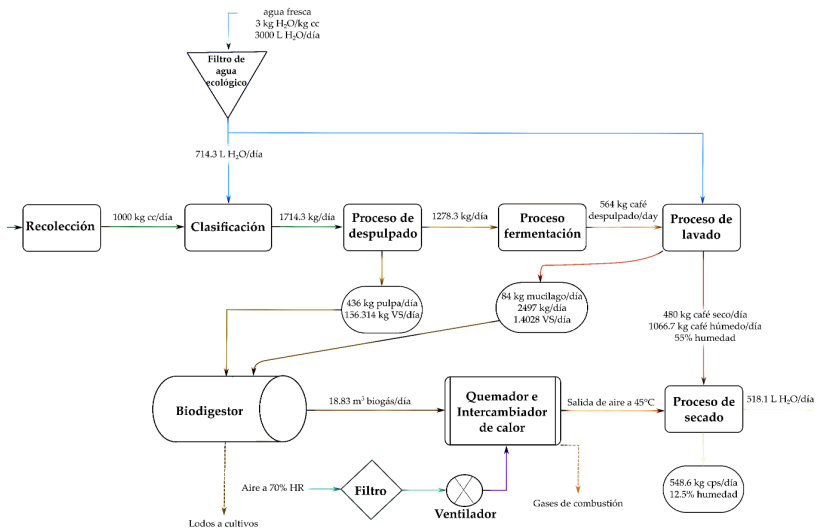 agua fresca
3 kg H₂O/kg cc
3000 L H₂O/día
Filtro de
agua
ecológico
714.3 L H₂O/día
Recolección
1000 kg cc/día
Clasificación
1714.3 kg/día
Proceso de
despulpado
1278.3 kg/día
Proceso
fermentación
564 kg café
despulpado/day
Proceso de
lavado
436 kg pulpa/día
156.314 kg VS/día
84 kg mucilago/día
2497 kg/día
1.4028 VS/día
480 kg café seco/día
1066.7 kg café húmedo/día
55% humedad
Biodigestor
18.83 m³ biogás/día
Quemador e
Intercambiador
de calor
Salida de aire a 45°C
Proceso de
secado
518.1 L H₂O/día
548.6 kg cps/día
12.5% humedad
Aire a 70% HR
Filtro
Ventilador
Gases de combustión
Lodos a cultivos